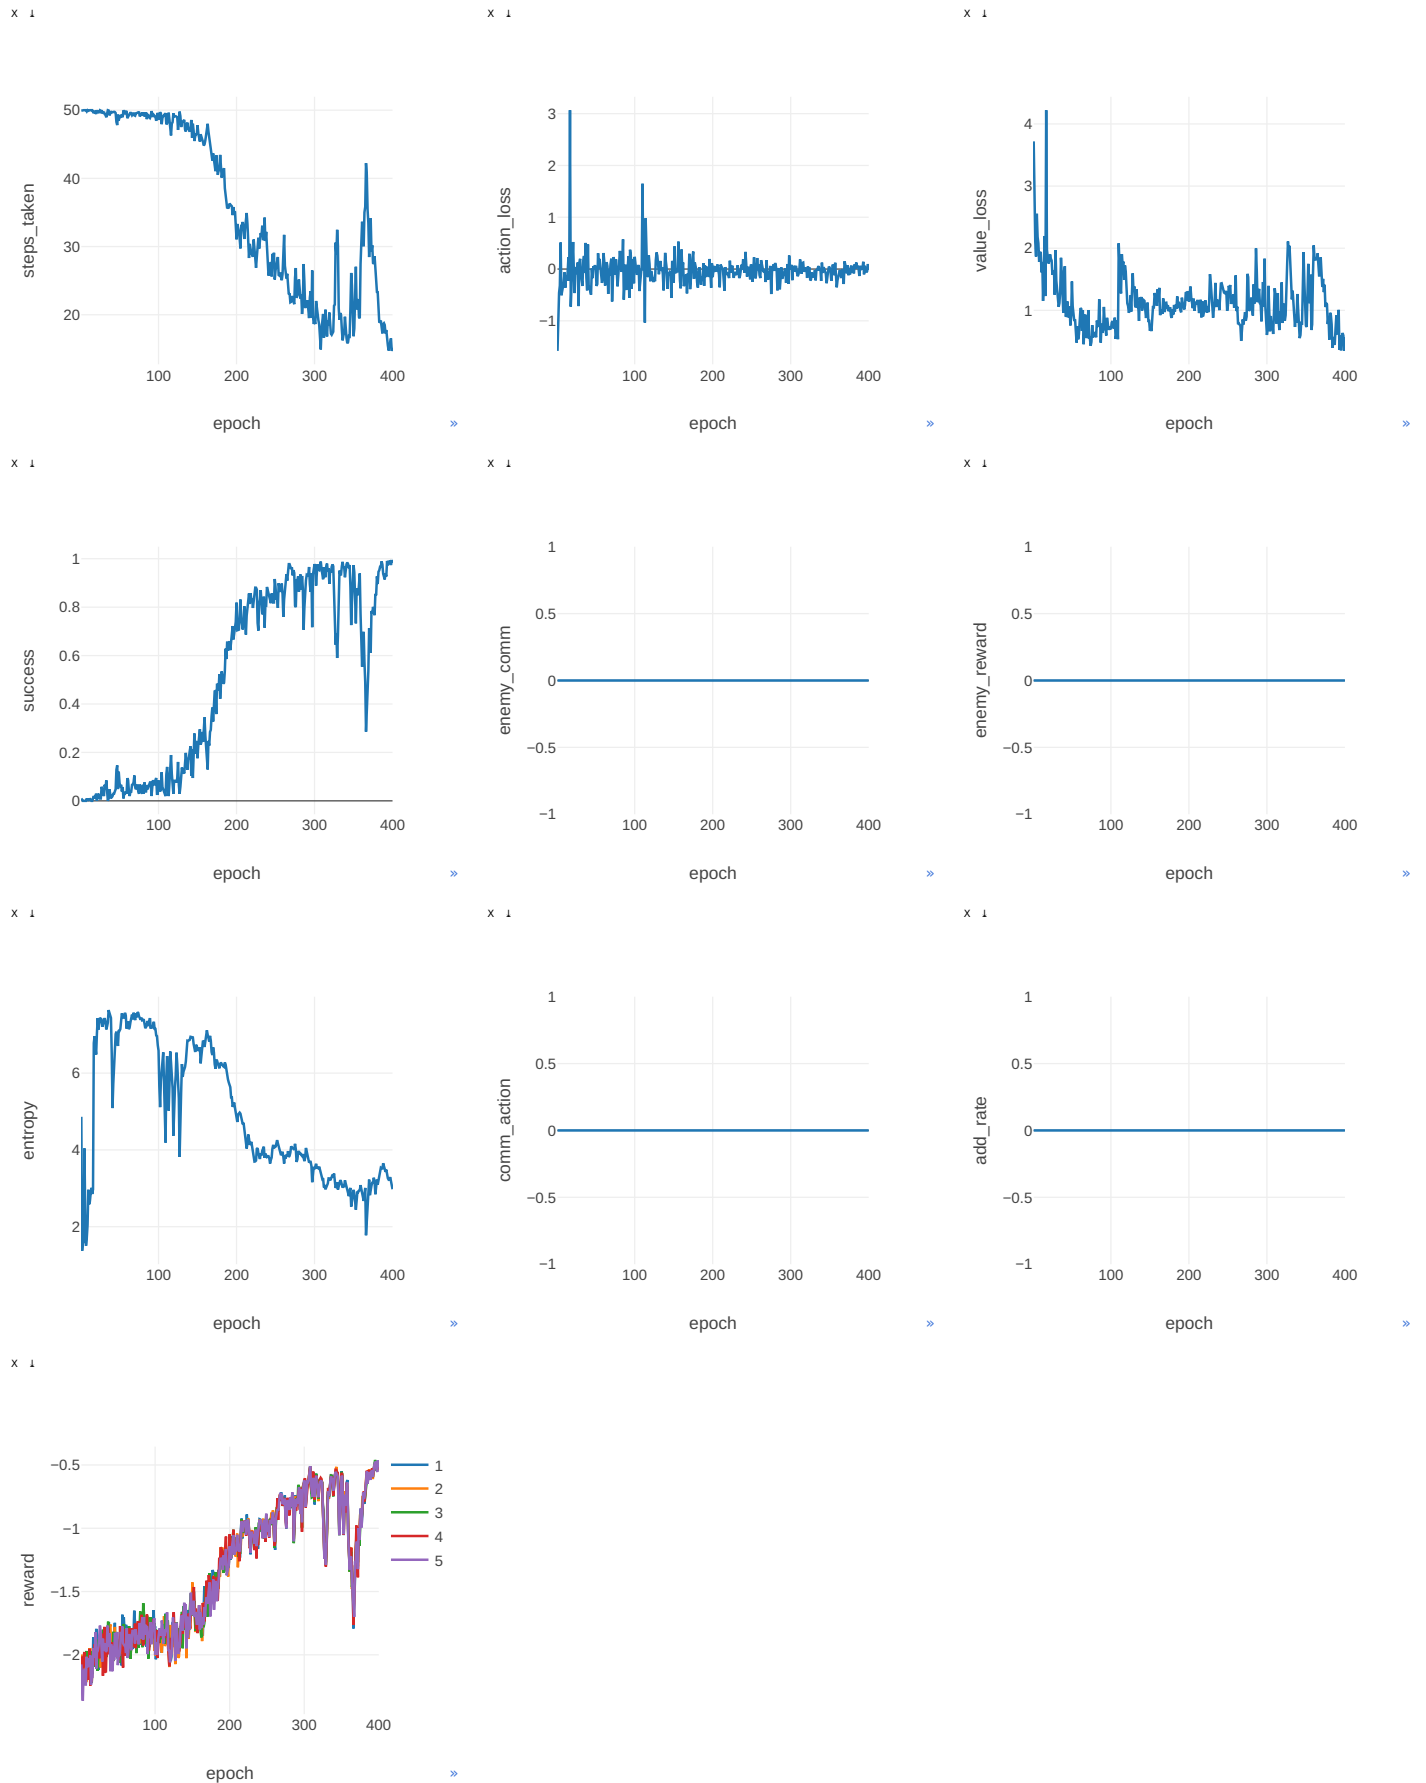 X ⤓ X ⤓ X ⤓
steps_taken
50
40
30
20
100 200 300 400
epoch
»
action_loss
3
2
1
0
−1
100 200 300 400
epoch
»
value_loss
4
3
2
1
100 200 300 400
epoch
»
X ⤓ X ⤓ X ⤓
success
1
0.8
0.6
0.4
0.2
0
100 200 300 400
epoch
»
enemy_comm
1
0.5
0
−0.5
−1
100 200 300 400
epoch
»
enemy_reward
1
0.5
0
−0.5
−1
100 200 300 400
epoch
»
X ⤓ X ⤓ X ⤓
entropy
6
4
2
100 200 300 400
epoch
»
comm_action
1
0.5
0
−0.5
−1
100 200 300 400
epoch
»
add_rate
1
0.5
0
−0.5
−1
100 200 300 400
epoch
»
X ⤓
reward
−0.5
−1
−1.5
−2
100 200 300 400
epoch
1
2
3
4
5
»